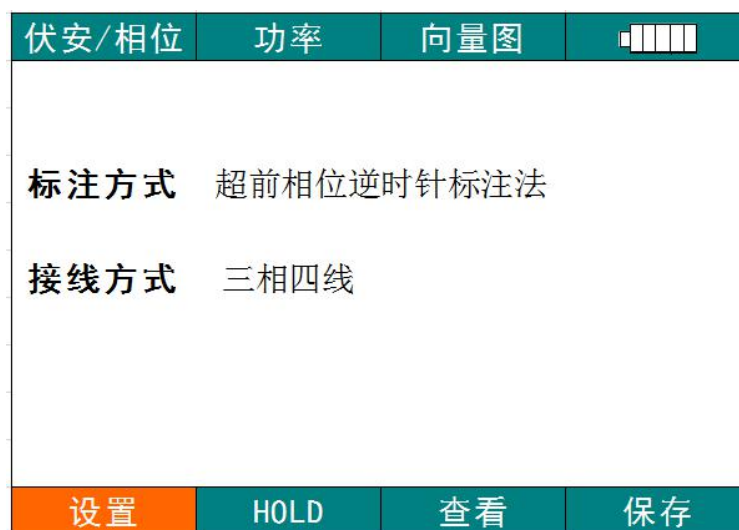 伏安/相位 功率 向量图
标注方式 超前相位逆时针标注法
接线方式 三相四线
设置 HOLD 查看 保存